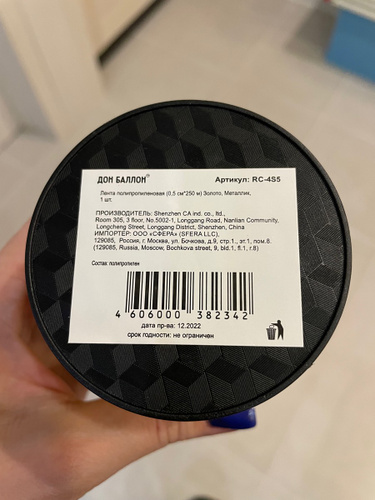 ДОН БАЛЛОН® Артикул: RC-4S5
Лента полипропиленовая (0,5 см*250 м) Золото, Металлик,
1 шт.
ПРОИЗВОДИТЕЛЬ: Shenzhen CA ind. co., ltd.,
Room 305, 3 floor, No.5002-1, Longgang Road, Nanlian Community,
Longcheng Street, Longgang District, Shenzhen, China
ИМПОРТЕР: ООО «СФЕРА» (SFERA LLC),
129085, Россия, г. Москва, ул. Бочкова, д.9, стр.1., эт.1, пом.8.
(129085, Russia, Moscow, Bochkova street, 9, bld.1, fl.1, r.8)
Состав: полипропилен
4 606000 382342
дата пр-ва: 12.2022
срок годности: не ограничен